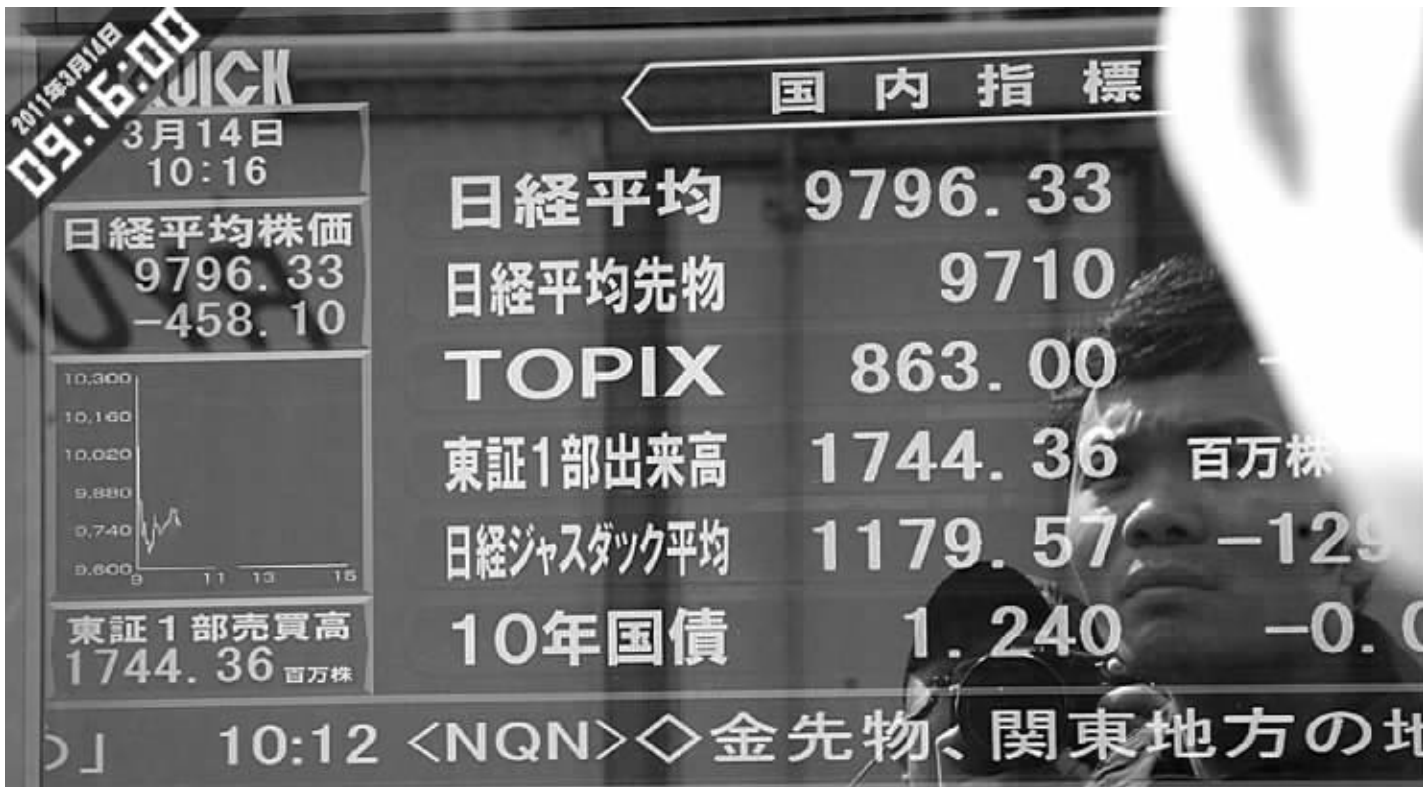 2011年3月14日
09:16:00
QUICK
国内指標
3月14日
10:16
日経平均株価
9796.33
-458.10
10,300
10,160
10,020
9,880
9,740
9,600
9 11 13 15
東証1部売買高
1744.36 百万株
日経平均 9796.33
日経平均先物 9710
TOPIX 863.00 -
東証1部出来高 1744.36 百万株
日経ジャスダック平均 1179.57 -129
10年国債 1.240 -0.0
」 10:12 <NQN>◇金先物、関東地方の地